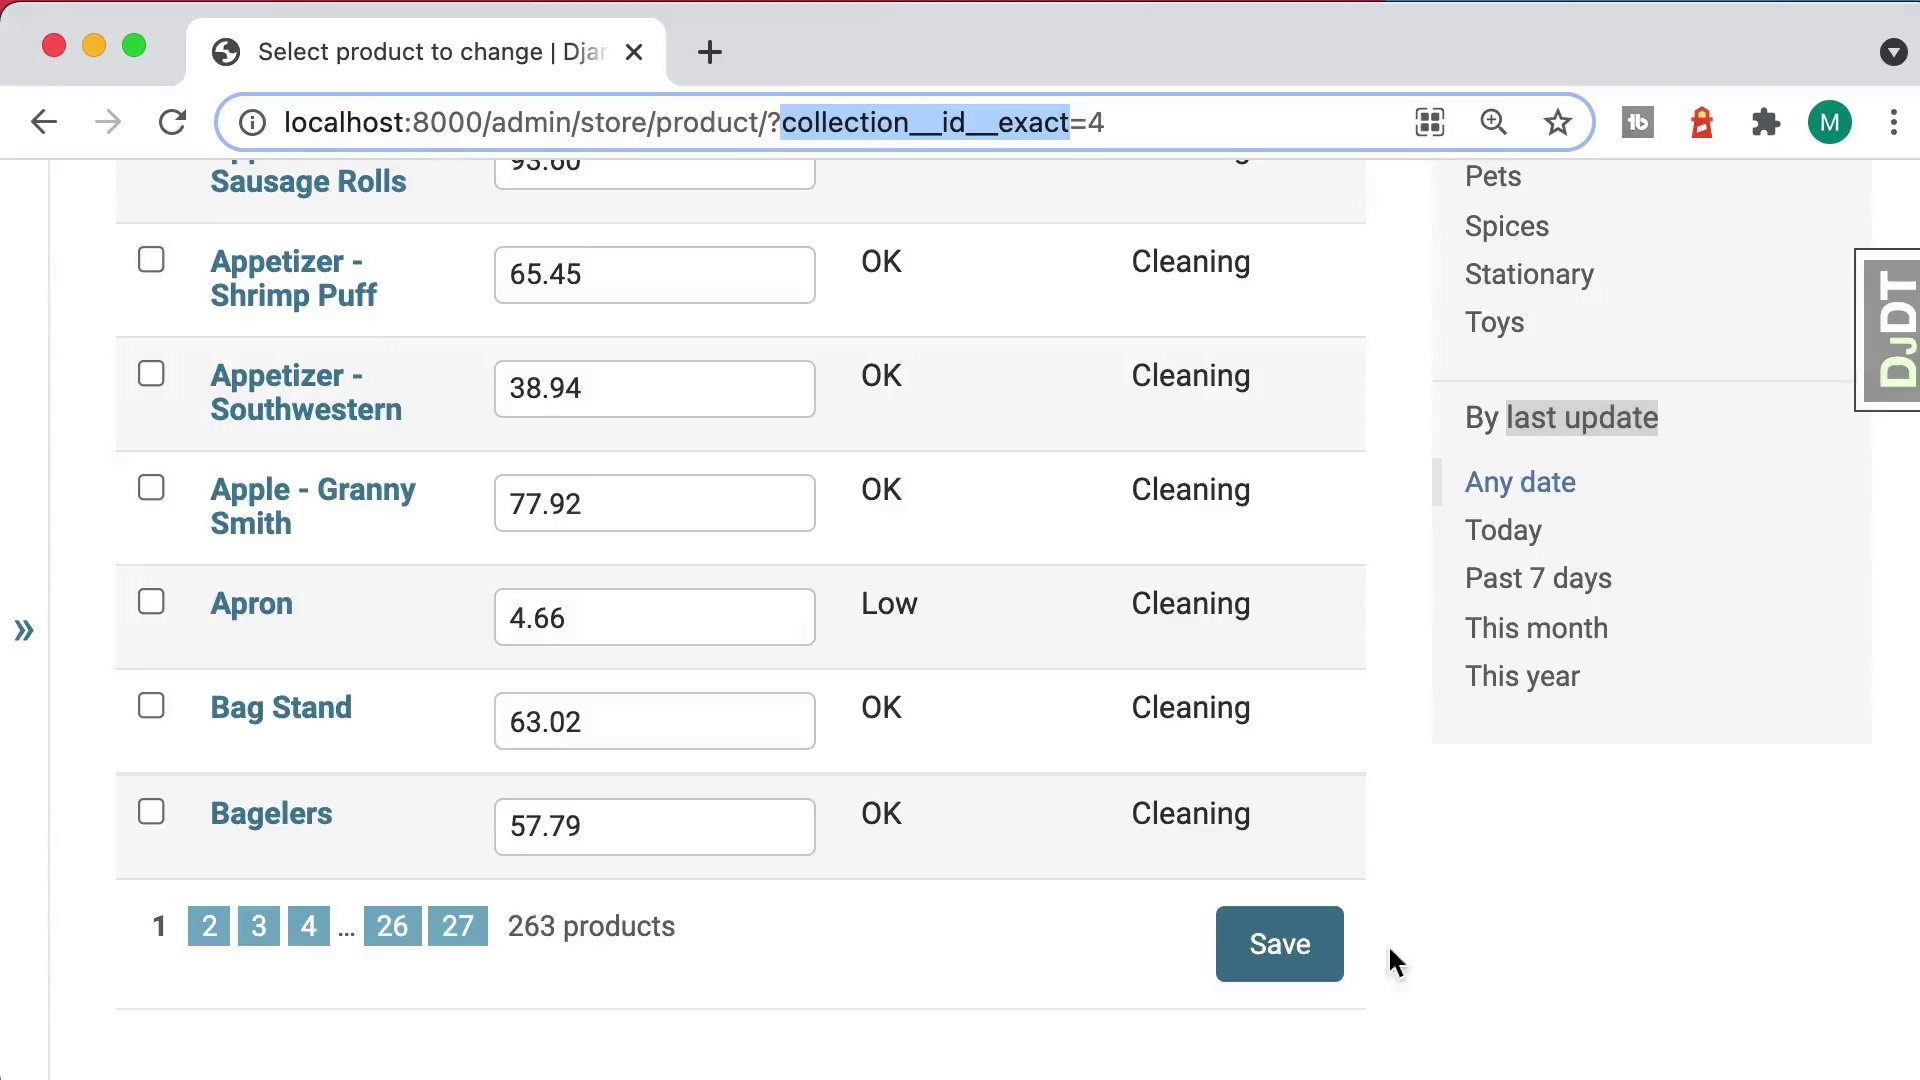 Select product to change | Djan
localhost:8000/admin/store/product/?collection__id__exact=4
M
Sausage Rolls
93.60
Appetizer -
Shrimp Puff
65.45
OK
Cleaning
Appetizer -
Southwestern
38.94
OK
Cleaning
Apple - Granny
Smith
77.92
OK
Cleaning
Apron
4.66
Low
Cleaning
Bag Stand
63.02
OK
Cleaning
Bagelers
57.79
OK
Cleaning
1 2 3 4 ... 26 27 263 products
Save
Pets
Spices
Stationary
Toys
By last update
Any date
Today
Past 7 days
This month
This year
DJDT
»